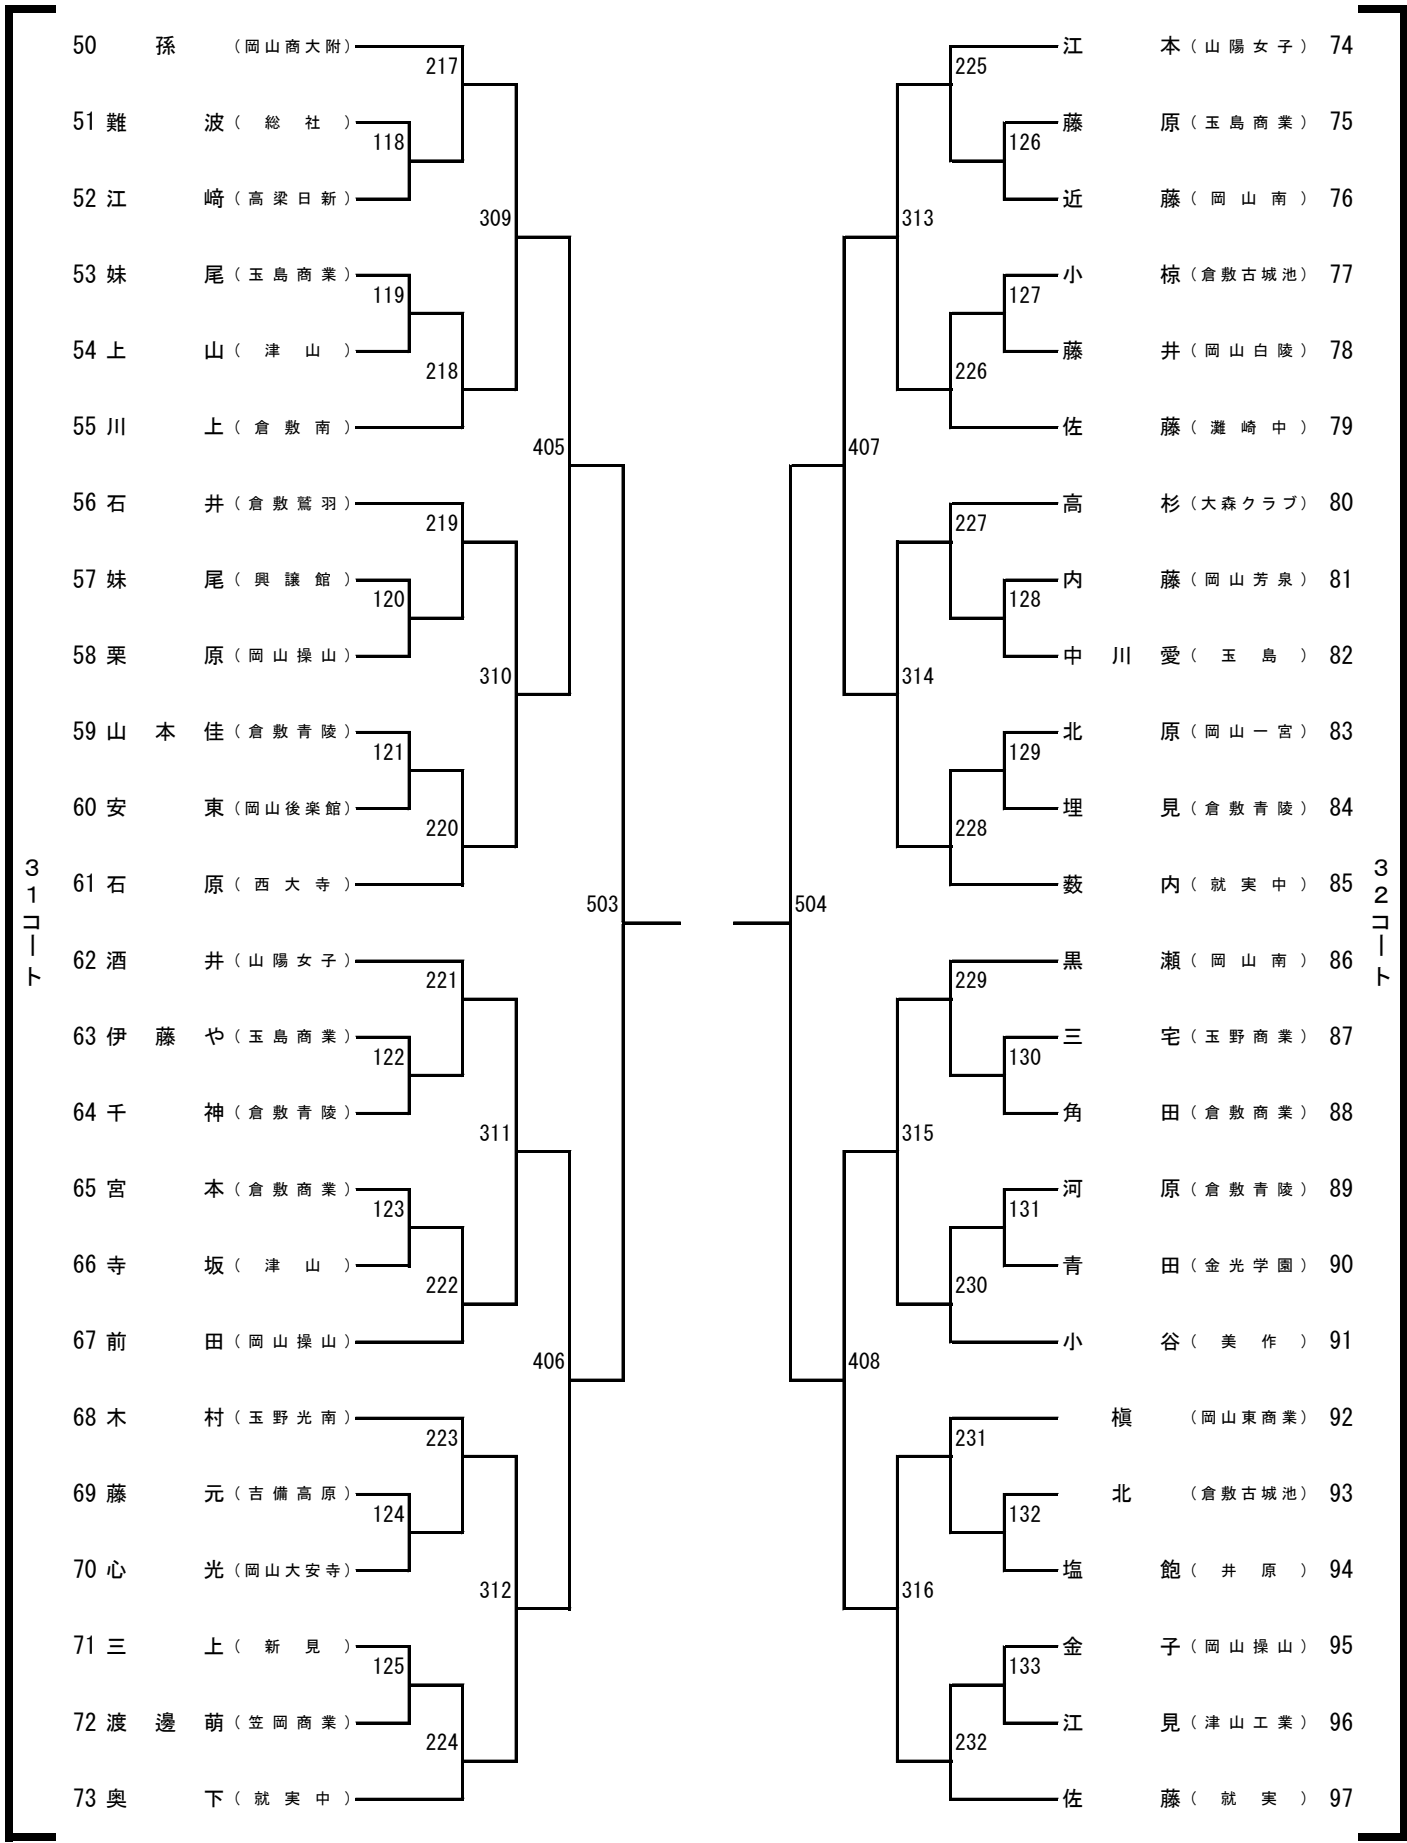 50 孫 (岡山商大附)
217
51 難波 (総社)
118
52 江﨑 (高梁日新)
309
53 妹尾 (玉島商業)
119
54 上山 (津山)
218
55 川上 (倉敷南)
405
56 石井 (倉敷鷲羽)
219
57 妹尾 (興譲館)
120
58 栗原 (岡山操山)
310
59 山本佳 (倉敷青陵)
121
60 安東 (岡山後楽館)
220
61 石原 (西大寺)
31コート
503
62 酒井 (山陽女子)
221
63 伊藤や (玉島商業)
122
64 千神 (倉敷青陵)
311
65 宮本 (倉敷商業)
123
66 寺坂 (津山)
222
67 前田 (岡山操山)
406
68 木村 (玉野光南)
223
69 藤元 (吉備高原)
124
70 心光 (岡山大安寺)
312
71 三上 (新見)
125
72 渡邊萌 (笠岡商業)
224
73 奥下 (就実中)
江本 (山陽女子) 74
225
藤原 (玉島商業) 75
126
近藤 (岡山南) 76
313
小椋 (倉敷古城池) 77
127
藤井 (岡山白陵) 78
226
佐藤 (灘崎中) 79
407
高杉 (大森クラブ) 80
227
内藤 (岡山芳泉) 81
128
中川愛 (玉島) 82
314
北原 (岡山一宮) 83
129
埋見 (倉敷青陵) 84
228
薮内 (就実中) 85
32コート
504
黒瀬 (岡山南) 86
229
三宅 (玉野商業) 87
130
角田 (倉敷商業) 88
315
河原 (倉敷青陵) 89
131
青田 (金光学園) 90
230
小谷 (美作) 91
408
槇 (岡山東商業) 92
231
北 (倉敷古城池) 93
132
塩飽 (井原) 94
316
金子 (岡山操山) 95
133
江見 (津山工業) 96
232
佐藤 (就実) 97